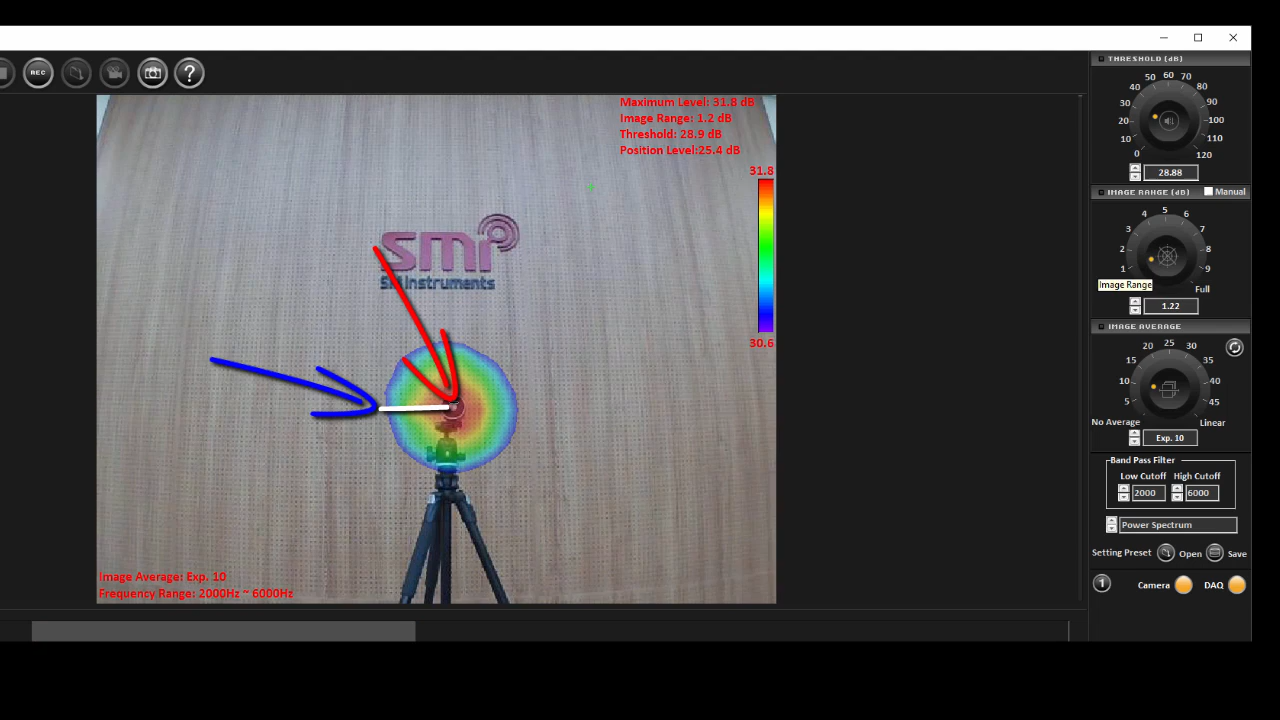 REC
?
Maximum Level: 31.8 dB
Image Range: 1.2 dB
Threshold: 28.9 dB
Position Level:25.4 dB
31.8
30.6
smi
SM Instruments
Image Average: Exp. 10
Frequency Range: 2000Hz ~ 6000Hz
THRESHOLD (dB)
0 10 20 30 40 50 60 70 80 90 100 110 120
28.88
IMAGE RANGE (dB) Manual
1 2 3 4 5 6 7 8 9 Full
Image Range
1.22
IMAGE AVERAGE
No Average 5 10 15 20 25 30 35 40 45 Linear
Exp. 10
Band Pass Filter
Low Cutoff High Cutoff
2000 6000
Power Spectrum
Setting Preset Open Save
1 Camera DAQ